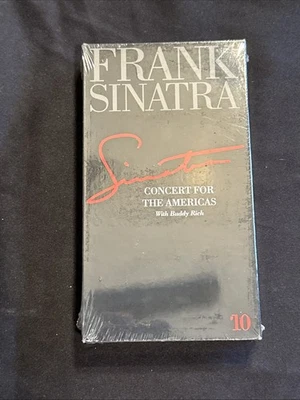 FRANK
SINATRA
Sinatra
CONCERT FOR
THE AMERICAS
With Buddy Rich
10